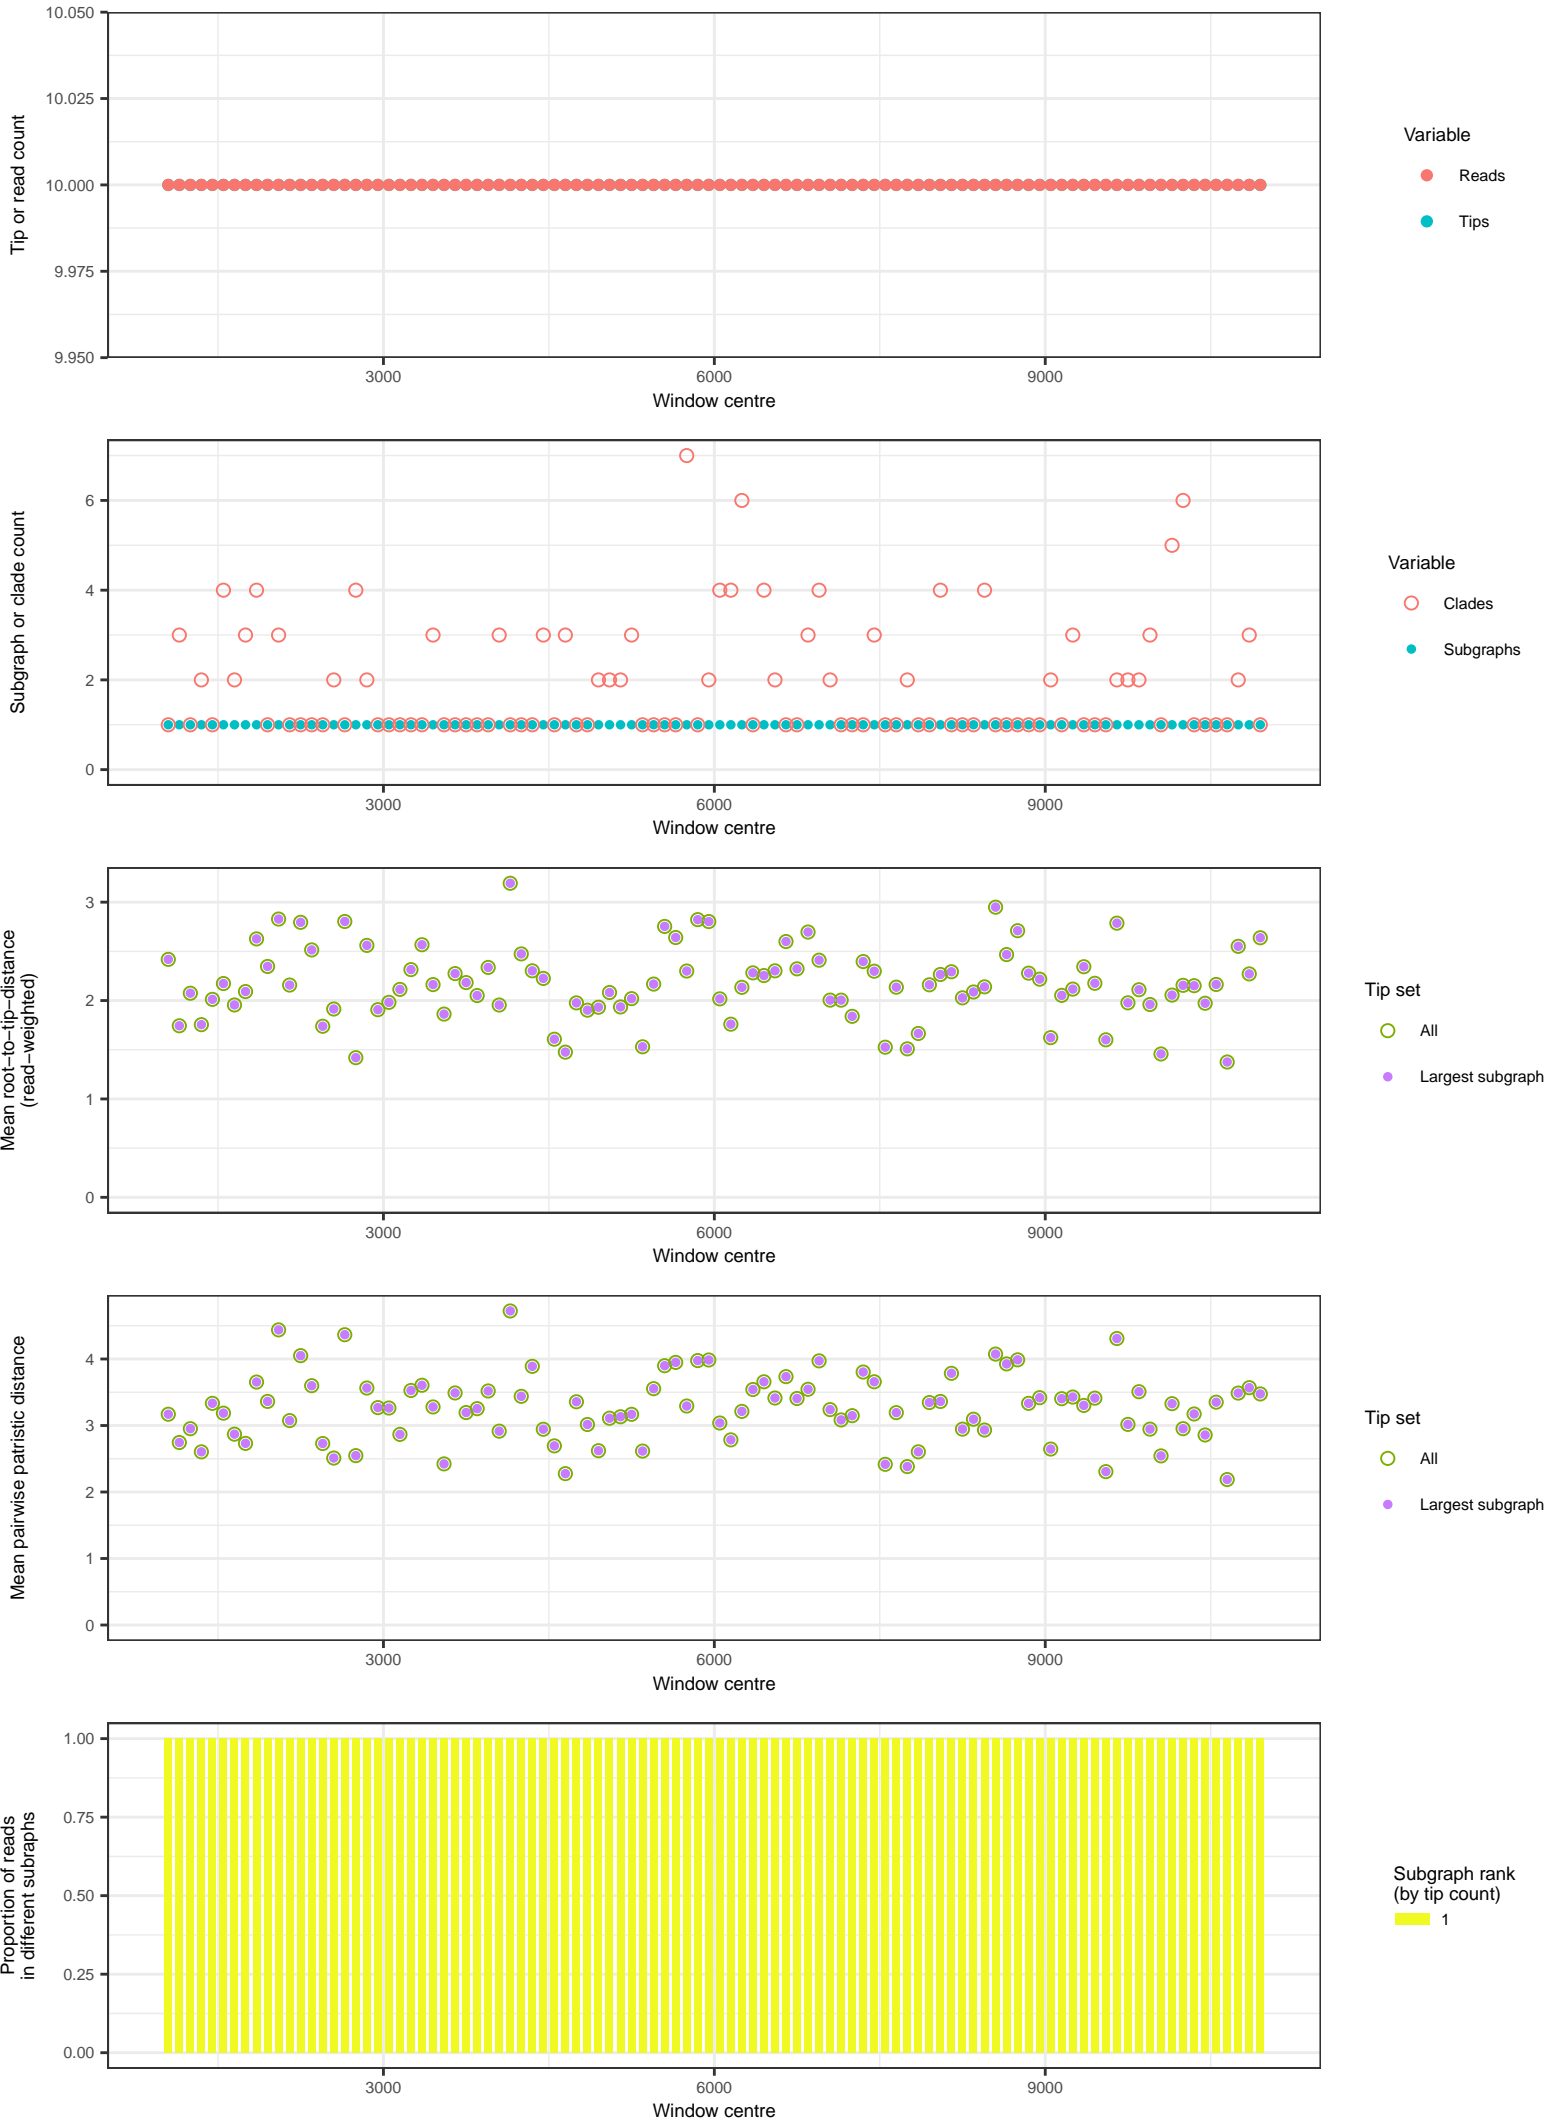 10.050
10.025
10.000
9.975
9.950
Tip or read count
3000 6000 9000
Window centre
Variable
Reads
Tips
6
4
2
0
Subgraph or clade count
3000 6000 9000
Window centre
Variable
Clades
Subgraphs
3
2
1
0
Mean root−to−tip−distance
(read−weighted)
3000 6000 9000
Window centre
Tip set
All
Largest subgraph
4
3
2
1
0
Mean pairwise patristic distance
3000 6000 9000
Window centre
Tip set
All
Largest subgraph
1.00
0.75
0.50
0.25
0.00
Proportion of reads
in different subraphs
3000 6000 9000
Window centre
Subgraph rank
(by tip count)
1